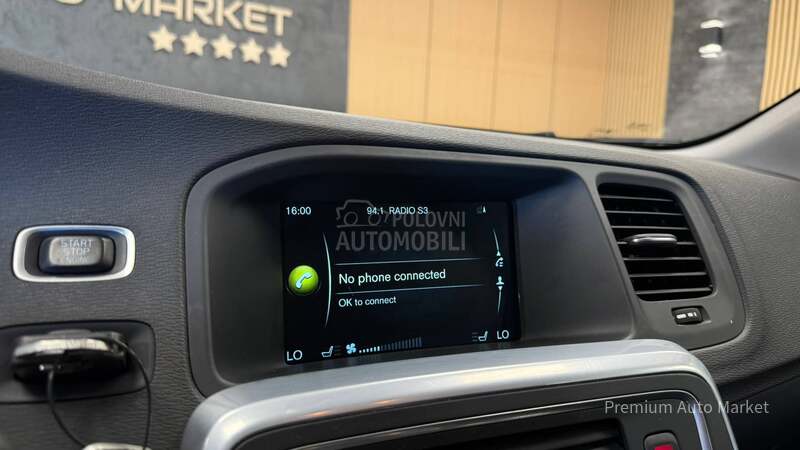 MARKET
16:00
94.1 RADIO S3
POLOVNI
AUTOMOBILI
START
STOP
ENGINE
No phone connected
OK to connect
LO
LO
Premium Auto Market